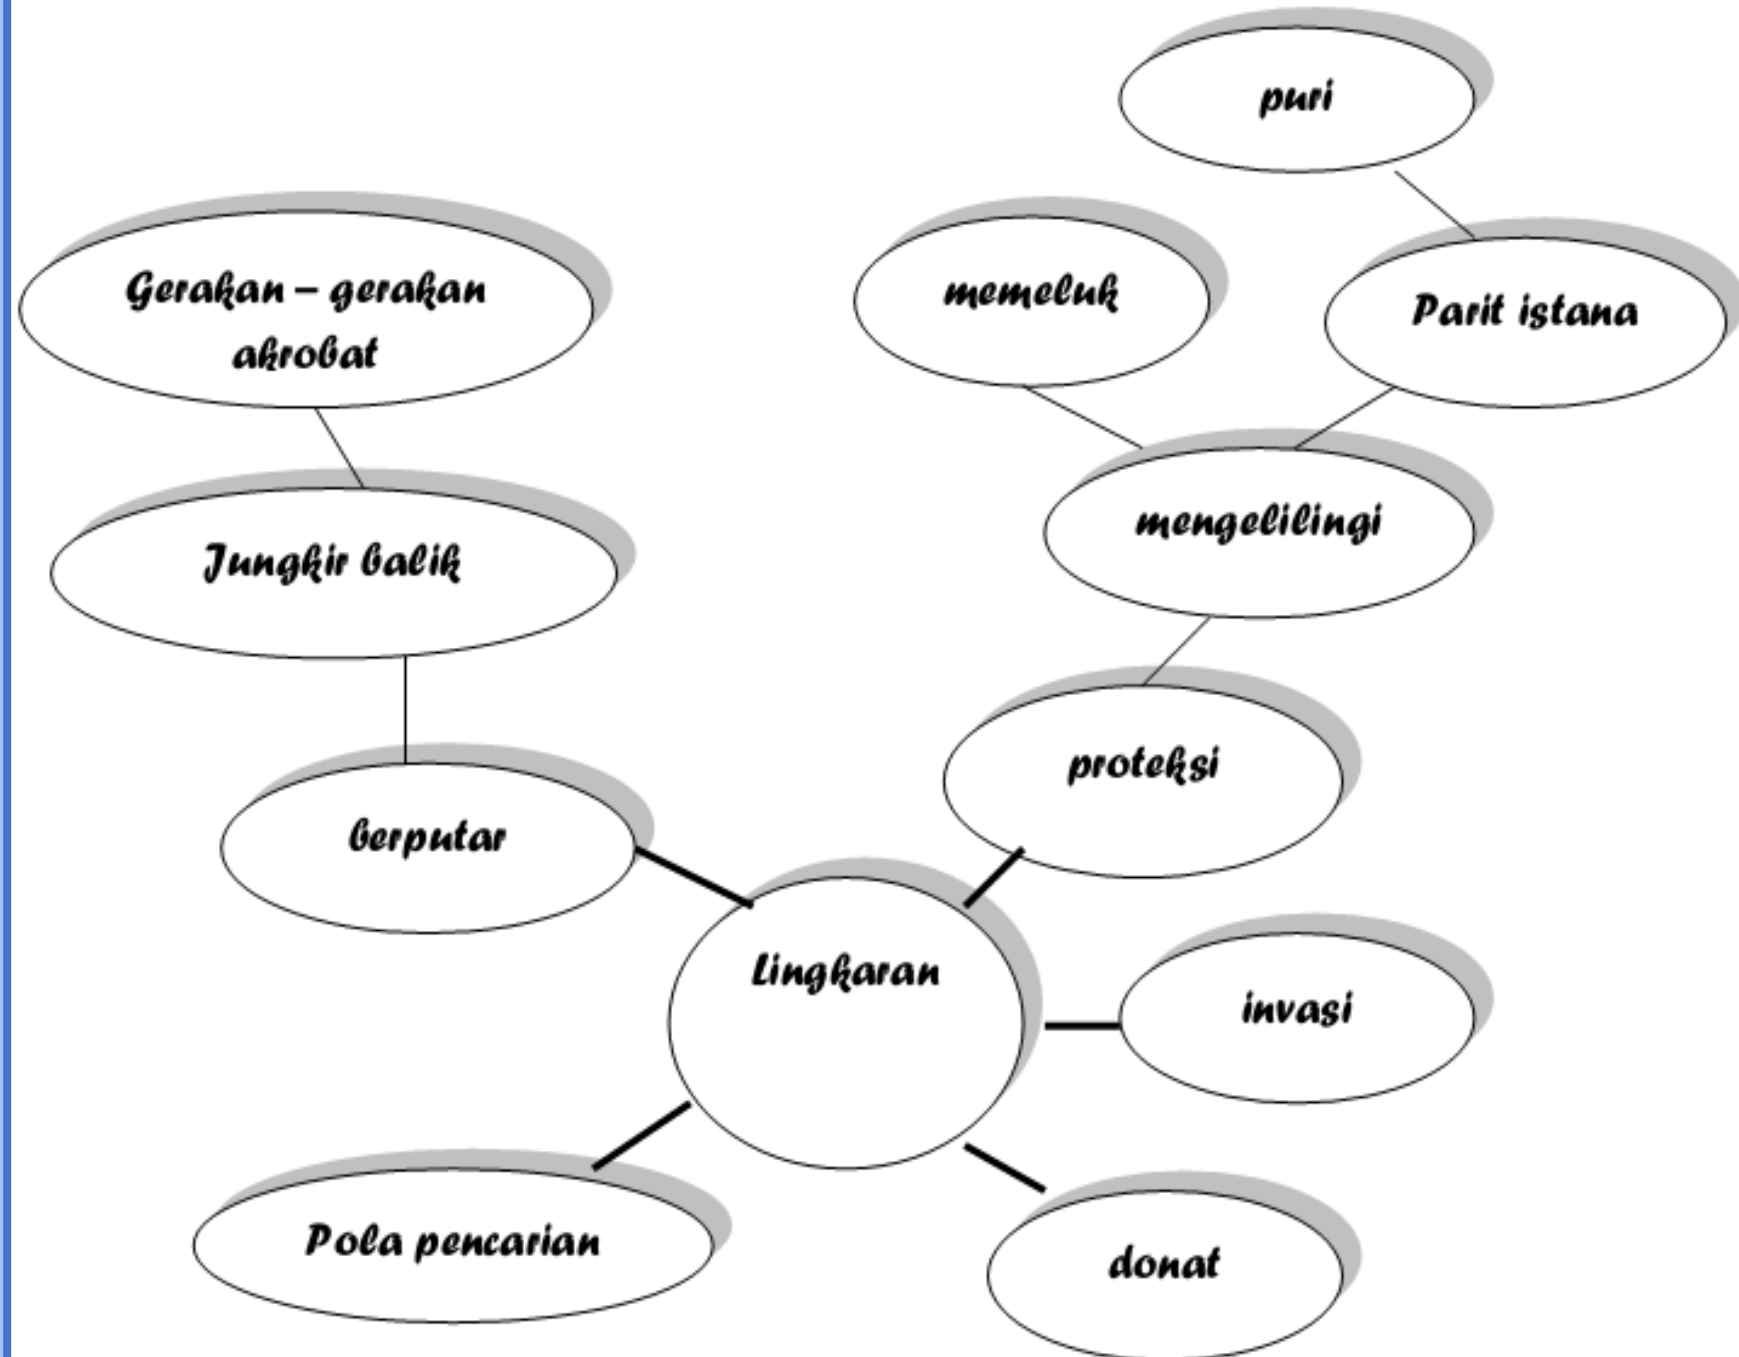 puri
memeluk
Parit istana
Gerakan – gerakan
akrobat
mengelilingi
Jungkir balik
proteksi
berputar
Lingkaran
invasi
Pola pencarian
donat